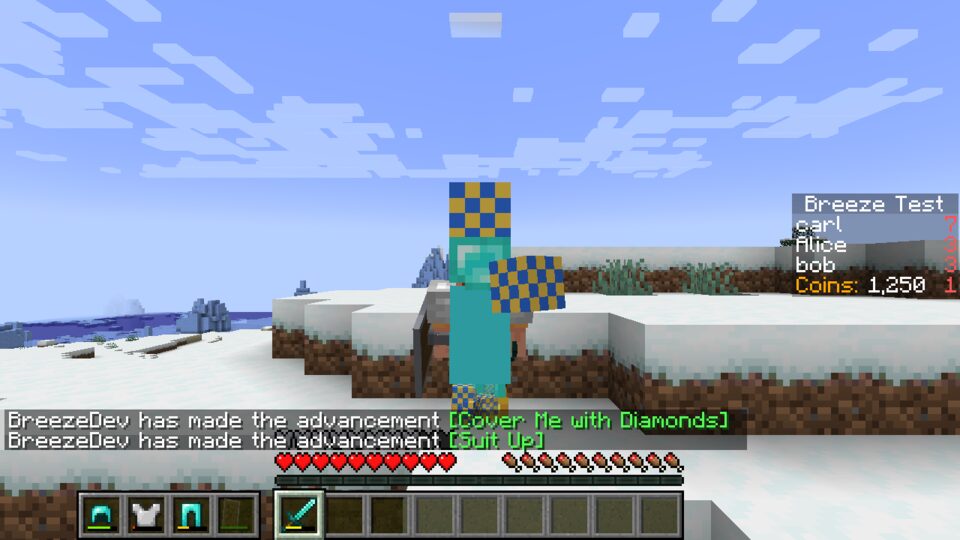 Breeze Test
carl 7
Alice 3
bob 3
Coins: 1,250 1
BreezeDev has made the advancement [Cover Me with Diamonds]
BreezeDev has made the advancement [Suit Up]